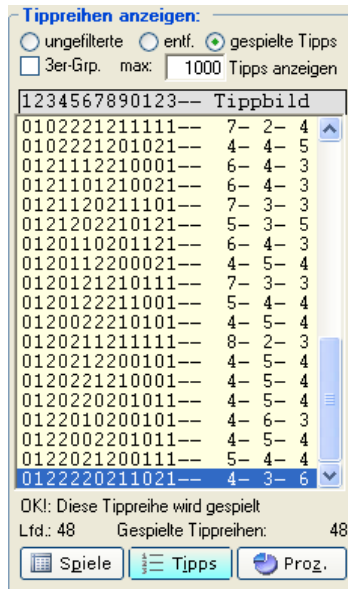 Tippreihen anzeigen:
ungefilterte entf. gespielte Tipps
3er-Grp. max: 1000 Tipps anzeigen
1234567890123-- Tippbild
0102221211111-- 7- 2- 4
0102221201021-- 4- 4- 5
0121112210001-- 6- 4- 3
0121101210021-- 6- 4- 3
0121120211101-- 7- 3- 3
0121202210121-- 5- 3- 5
0120110201121-- 6- 4- 3
0120112200021-- 4- 5- 4
0120121210111-- 7- 3- 3
0120122211001-- 5- 4- 4
0120022210101-- 4- 5- 4
0120211211111-- 8- 2- 3
0120212200101-- 4- 5- 4
0120221210001-- 4- 5- 4
0120220201011-- 4- 5- 4
0122010200101-- 4- 6- 3
0122002201011-- 4- 5- 4
0122021200111-- 5- 4- 4
0122220211021-- 4- 3- 6
OK!: Diese Tippreihe wird gespielt
Lfd.: 48 Gespielte Tippreihen: 48
Spiele Tipps Proz.